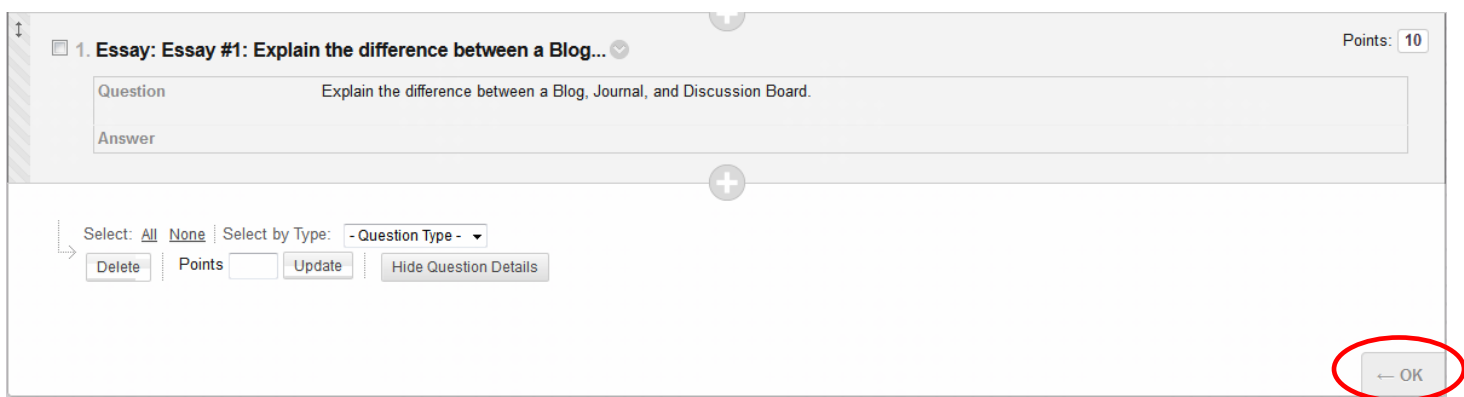 1. Essay: Essay #1: Explain the difference between a Blog... Points: 10
Question Explain the difference between a Blog, Journal, and Discussion Board.
Answer
Select: All None Select by Type: - Question Type -
Delete Points Update Hide Question Details
← OK